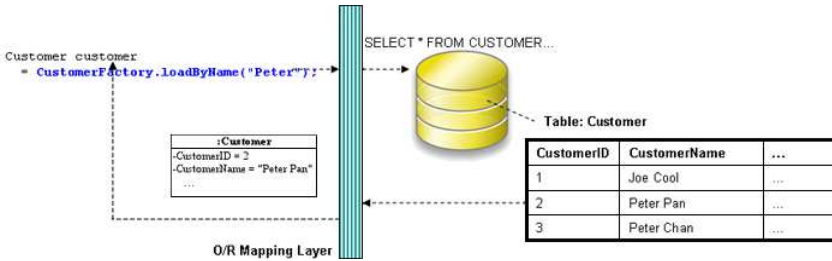 SELECT * FROM CUSTOMER...
Customer customer
= CustomerFactory.loadByName("Peter");
Table: Customer
:Customer
-CustomerID = 2
-CustomerName = "Peter Pan"
...
CustomerID CustomerName ...
1 Joe Cool ...
2 Peter Pan ...
3 Peter Chan ...
O/R Mapping Layer